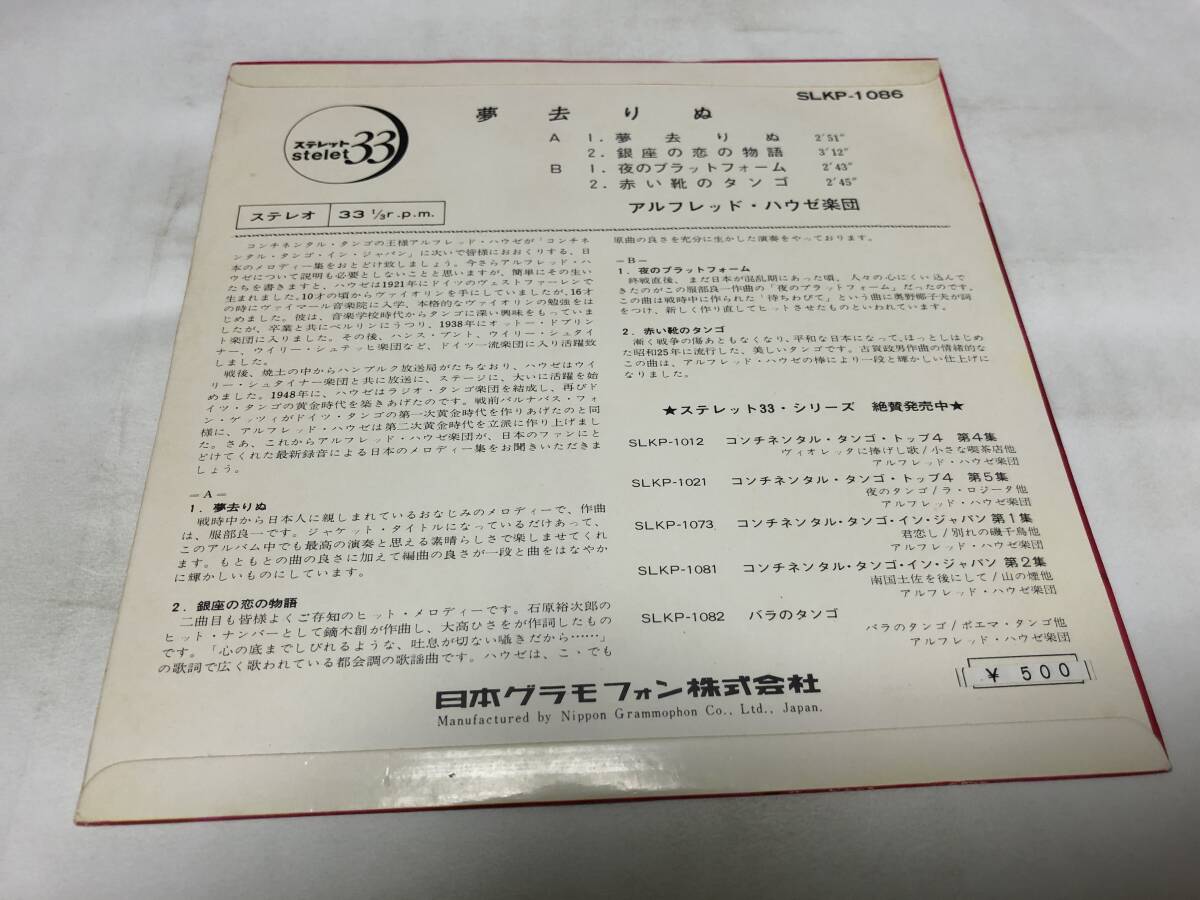 SLKP-1086
ステレット
stelet 33
夢去りぬ
A 1. 夢去りぬ 2′51″
2. 銀座の恋の物語 3′12″
B 1. 夜のプラットフォーム 2′43″
2. 赤い靴のタンゴ 2′45″
アルフレッド・ハウゼ楽団
ステレオ 33 1/3 r.p.m.
コンチネンタル・タンゴの王様アルフレッド・ハウゼが「コンチネ
ンタル・タンゴ・イン・ジャパン」に次いで皆様におおくりする、日
本のメロディー集をおとどけ致しましょう。今さらアルフレッド・ハ
ウゼについて説明も必要としないことと思いますが、簡単にその生い
たちを書きますと、ハウゼは1921年にドイツのヴェストファーレンで
生まれました。10才の頃からヴァイオリンを手にしていましたが、16才
の時にヴァイマール音楽院に入学、本格的なヴァイオリンの勉強をは
じめました。彼は、音楽学校時代からタンゴに深い興味をもっていま
したが、卒業と共にベルリンにうつり、1938年にオットー・ドブリン
ト楽団に入りました。その後、ハンス・ブント、ウイリー・シュタイ
ナー、ウイリー・シュテッヒ楽団など、ドイツ一流楽団に入り活躍致
しました。
戦後、焼土の中からハンブルク放送局がたちなおり、ハウゼはウイ
リー・シュタイナー楽団と共に放送に、ステージに、大いに活躍を始
めました。1948年に、ハウゼはラジオ・タンゴ楽団を結成し、再びド
イツ・タンゴの黄金時代を築きあげたのです。戦前バルナバス・フォ
ン・ゲッツィがドイツ・タンゴの第一次黄金時代を作りあげたのと同
様に、アルフレッド・ハウゼは第二次黄金時代を立派に作り上げまし
た。さあ、これからアルフレッド・ハウゼ楽団が、日本のファンにと
どけてくれた最新録音による日本のメロディー集をお聞きいただきま
しょう。
—A—
1. 夢去りぬ
戦時中から日本人に親しまれているおなじみのメロディーで、作曲
は、服部良一です。ジャケット・タイトルになっているだけあって、
このアルバム中でも最高の演奏と思える素晴らしさで楽しませてくれ
ます。もともとの曲の良さに加えて編曲の良さが一段と曲をはなやか
に輝かしいものにしています。
2. 銀座の恋の物語
二曲目も皆様よくご存知のヒット・メロディーです。石原裕次郎の
ヒット・ナンバーとして鏑木創が作曲し、大高ひさをが作詞したもの
です。「心の底までしびれるような、吐息が切ない囁きだから……」
の歌詞で広く歌われている都会調の歌謡曲です。ハウゼは、こゝでも
原曲の良さを充分に生かした演奏をやっております。
—B—
1. 夜のプラットフォーム
終戦直後、まだ日本が混乱期にあった頃、人々の心にくい込んで
きたのがこの服部良一作曲の「夜のプラットフォーム」だったのです。
この曲は戦時中に作られた「待ちわびて」という曲に奥野椰子夫が詞
をつけ、新しく作り直してヒットさせたものといわれています。
2. 赤い靴のタンゴ
漸く戦争の傷あともなくなり、平和な日本になって、ほっとしはじめ
た昭和25年に流行した、美しいタンゴです。古賀政男作曲の情緒的な
この曲は、アルフレッド・ハウゼの棒により一段と輝かしい仕上げに
なりました。
★ステレット33・シリーズ 絶賛発売中★
SLKP-1012 コンチネンタル・タンゴ・トップ4 第4集
ヴィオレッタに捧げし歌/小さな喫茶店他
アルフレッド・ハウゼ楽団
SLKP-1021 コンチネンタル・タンゴ・トップ4 第5集
夜のタンゴ/ラ・ロジータ他
アルフレッド・ハウゼ楽団
SLKP-1073 コンチネンタル・タンゴ・イン・ジャパン 第1集
君恋し/別れの磯千鳥他
アルフレッド・ハウゼ楽団
SLKP-1081 コンチネンタル・タンゴ・イン・ジャパン 第2集
南国土佐を後にして/山の煙他
アルフレッド・ハウゼ楽団
SLKP-1082 バラのタンゴ
バラのタンゴ/ポエマ・タンゴ他
アルフレッド・ハウゼ楽団
¥ 500
日本グラモフォン株式会社
Manufactured by Nippon Grammophon Co., Ltd., Japan.